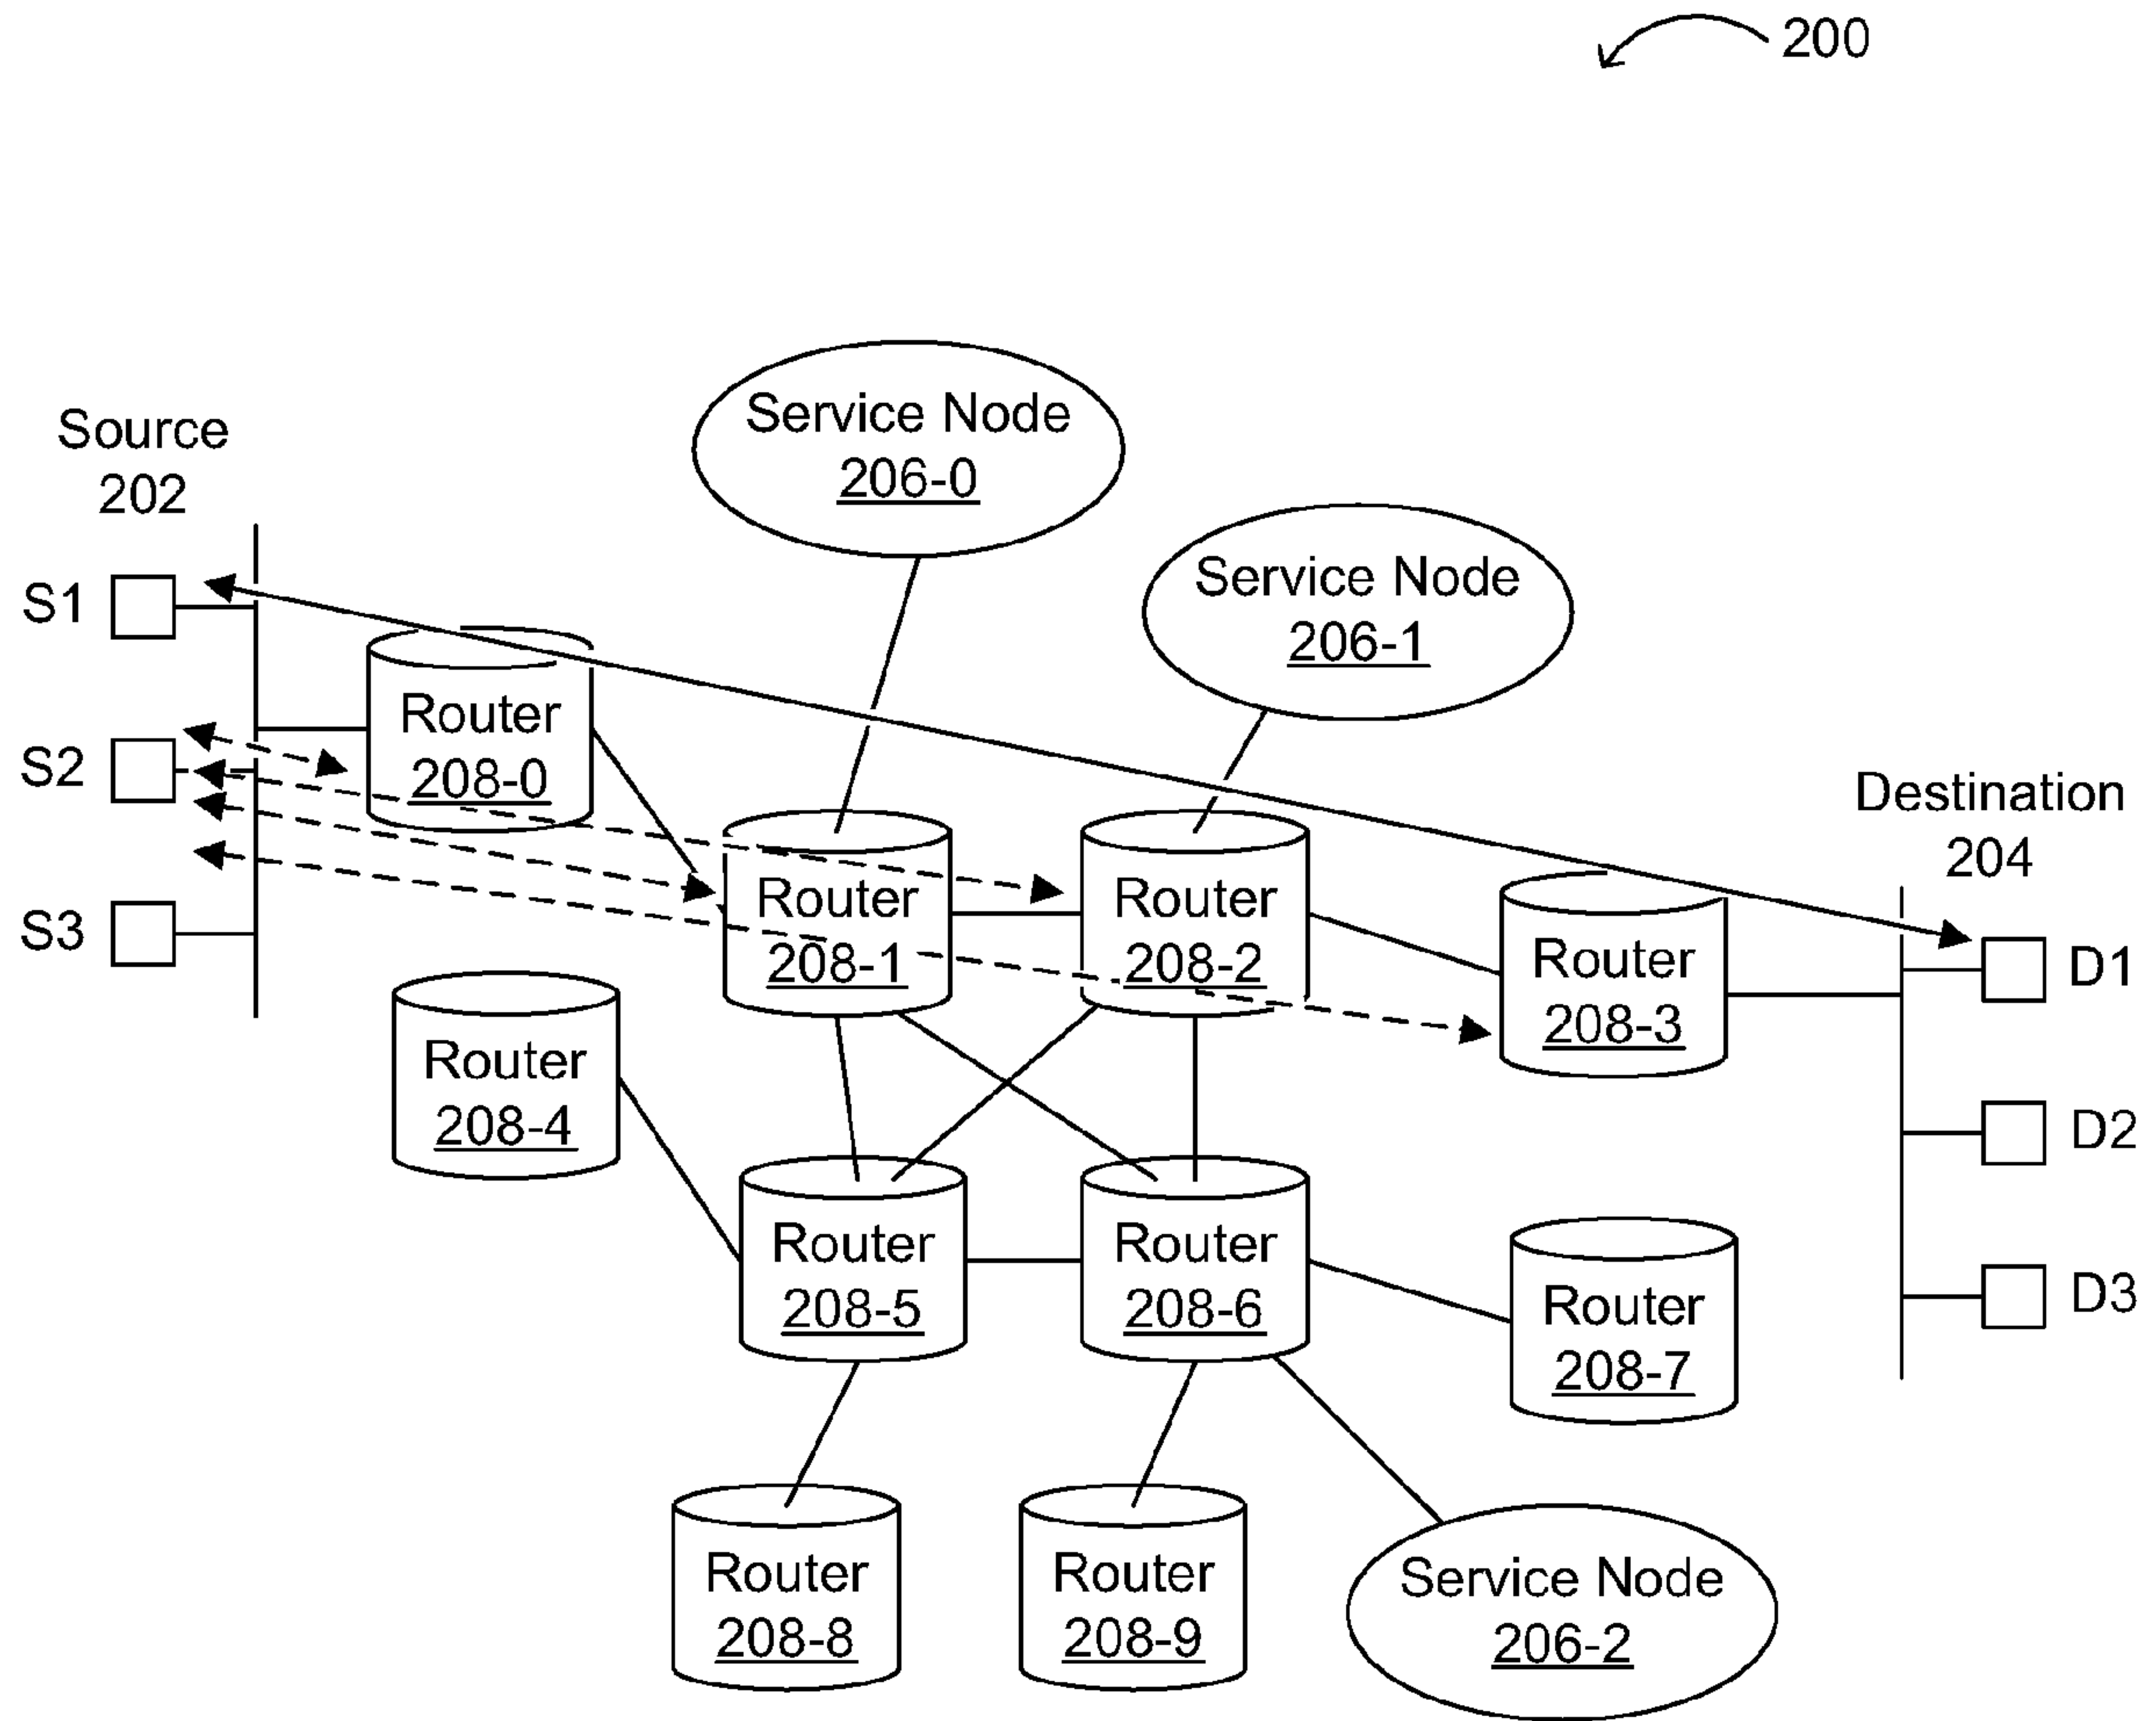 200
Service Node
206-0
Source
202
Service Node
206-1
S1
Router
208-0
S2
Destination
204
Router
208-1
Router
208-2
S3
Router
208-3
D1
Router
208-4
D2
Router
208-5
Router
208-6
D3
Router
208-7
Router
208-8
Router
208-9
Service Node
206-2